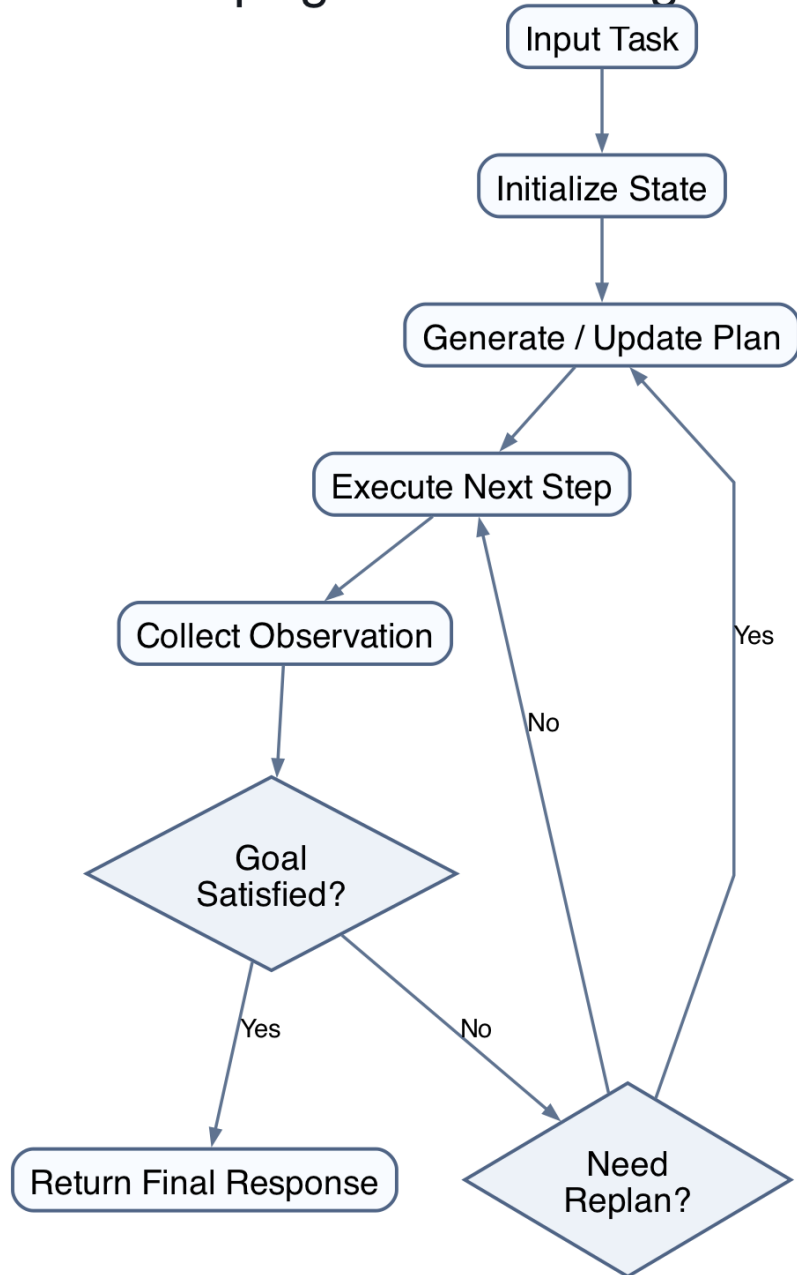 Input Task
Initialize State
Generate / Update Plan
Execute Next Step
Collect Observation
Yes
No
Goal
Satisfied?
Yes
No
Need
Replan?
Return Final Response